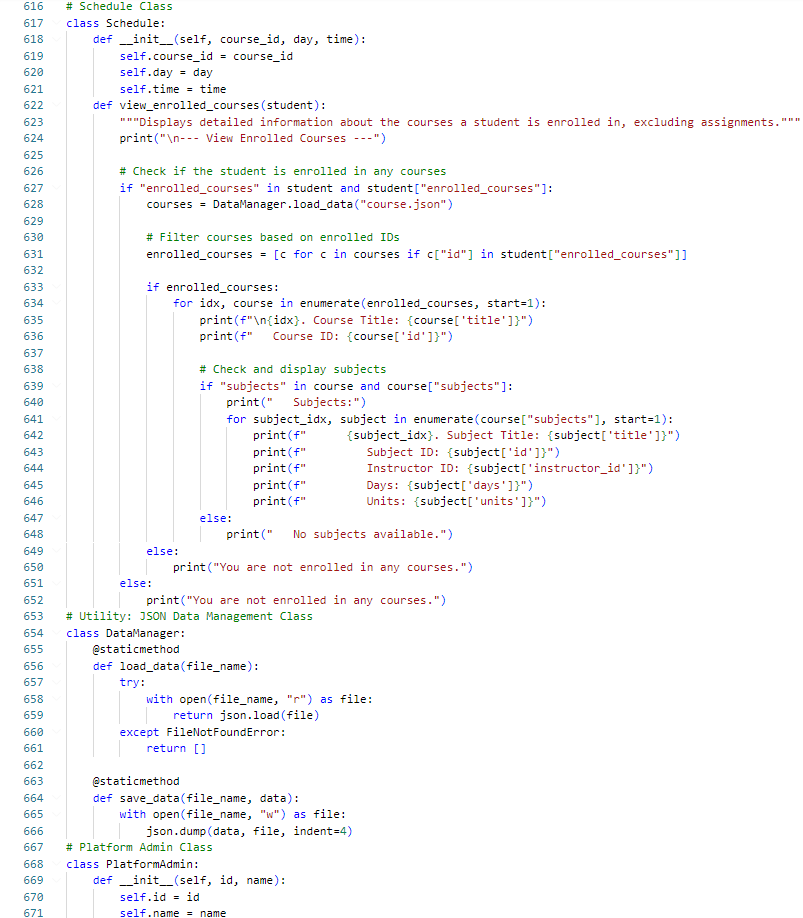 616 # Schedule Class
617 class Schedule:
618     def __init__(self, course_id, day, time):
619         self.course_id = course_id
620         self.day = day
621         self.time = time
622     def view_enrolled_courses(student):
623         """Displays detailed information about the courses a student is enrolled in, excluding assignments."""
624         print("\n--- View Enrolled Courses ---")
625
626         # Check if the student is enrolled in any courses
627         if "enrolled_courses" in student and student["enrolled_courses"]:
628             courses = DataManager.load_data("course.json")
629
630             # Filter courses based on enrolled IDs
631             enrolled_courses = [c for c in courses if c["id"] in student["enrolled_courses"]]
632
633             if enrolled_courses:
634                 for idx, course in enumerate(enrolled_courses, start=1):
635                     print(f"\n{idx}. Course Title: {course['title']}")
636                     print(f"   Course ID: {course['id']}")
637
638                     # Check and display subjects
639                     if "subjects" in course and course["subjects"]:
640                         print("   Subjects:")
641                         for subject_idx, subject in enumerate(course["subjects"], start=1):
642                             print(f"      {subject_idx}. Subject Title: {subject['title']}")
643                             print(f"         Subject ID: {subject['id']}")
644                             print(f"         Instructor ID: {subject['instructor_id']}")
645                             print(f"         Days: {subject['days']}")
646                             print(f"         Units: {subject['units']}")
647                     else:
648                         print("   No subjects available.")
649             else:
650                 print("You are not enrolled in any courses.")
651         else:
652             print("You are not enrolled in any courses.")
653 # Utility: JSON Data Management Class
654 class DataManager:
655     @staticmethod
656     def load_data(file_name):
657         try:
658             with open(file_name, "r") as file:
659                 return json.load(file)
660         except FileNotFoundError:
661             return []
662
663     @staticmethod
664     def save_data(file_name, data):
665         with open(file_name, "w") as file:
666             json.dump(data, file, indent=4)
667 # Platform Admin Class
668 class PlatformAdmin:
669     def __init__(self, id, name):
670         self.id = id
671         self.name = name